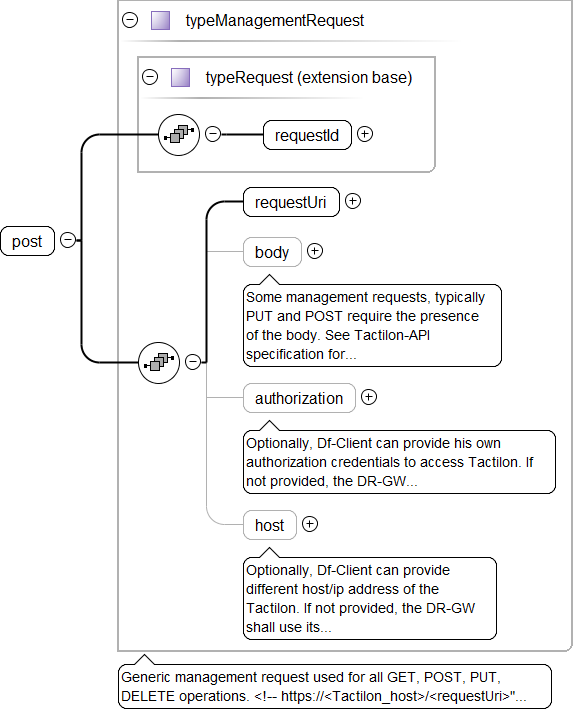 typeManagementRequest
typeRequest (extension base)
requestId
requestUri
post
body
Some management requests, typically
PUT and POST require the presence
of the body. See Tactilon-API
specification for...
authorization
Optionally, Df-Client can provide his own
authorization credentials to access Tactilon. If
not provided, the DR-GW...
host
Optionally, Df-Client can provide
different host/ip address of the
Tactilon. If not provided, the DR-GW
shall use its...
Generic management request used for all GET, POST, PUT,
DELETE operations. <!-- https://<Tactilon_host>/<requestUri>"...